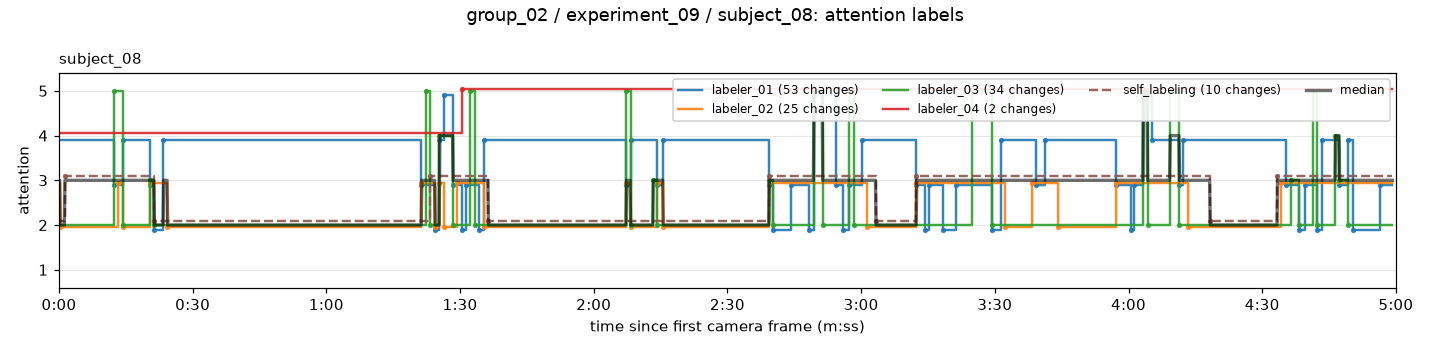 group_02 / experiment_09 / subject_08: attention labels
subject_08
labeler_01 (53 changes)
labeler_02 (25 changes)
labeler_03 (34 changes)
labeler_04 (2 changes)
self_labeling (10 changes)
median
attention
5
4
3
2
1
0:00 0:30 1:00 1:30 2:00 2:30 3:00 3:30 4:00 4:30 5:00
time since first camera frame (m:ss)